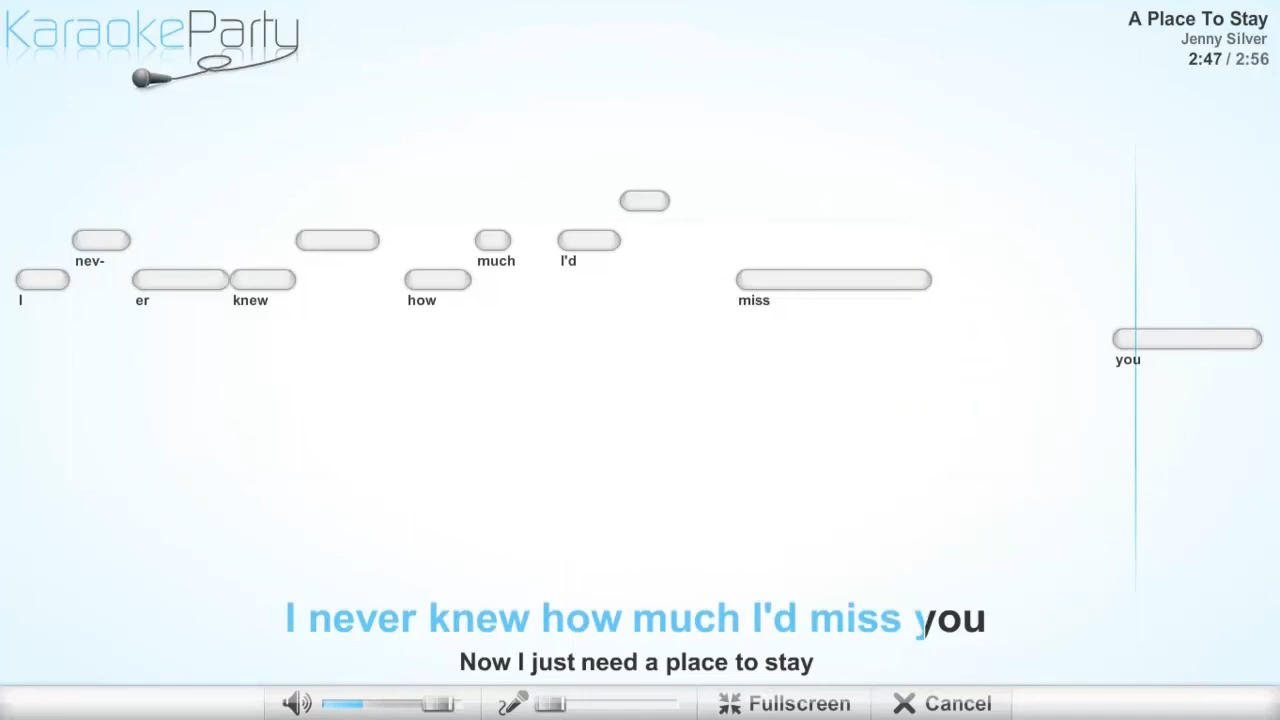 KaraokeParty
A Place To Stay
Jenny Silver
2:47 / 2:56
nev-
much
I'd
I
er
knew
how
miss
you
I never knew how much I'd miss you
Now I just need a place to stay
Fullscreen
Cancel